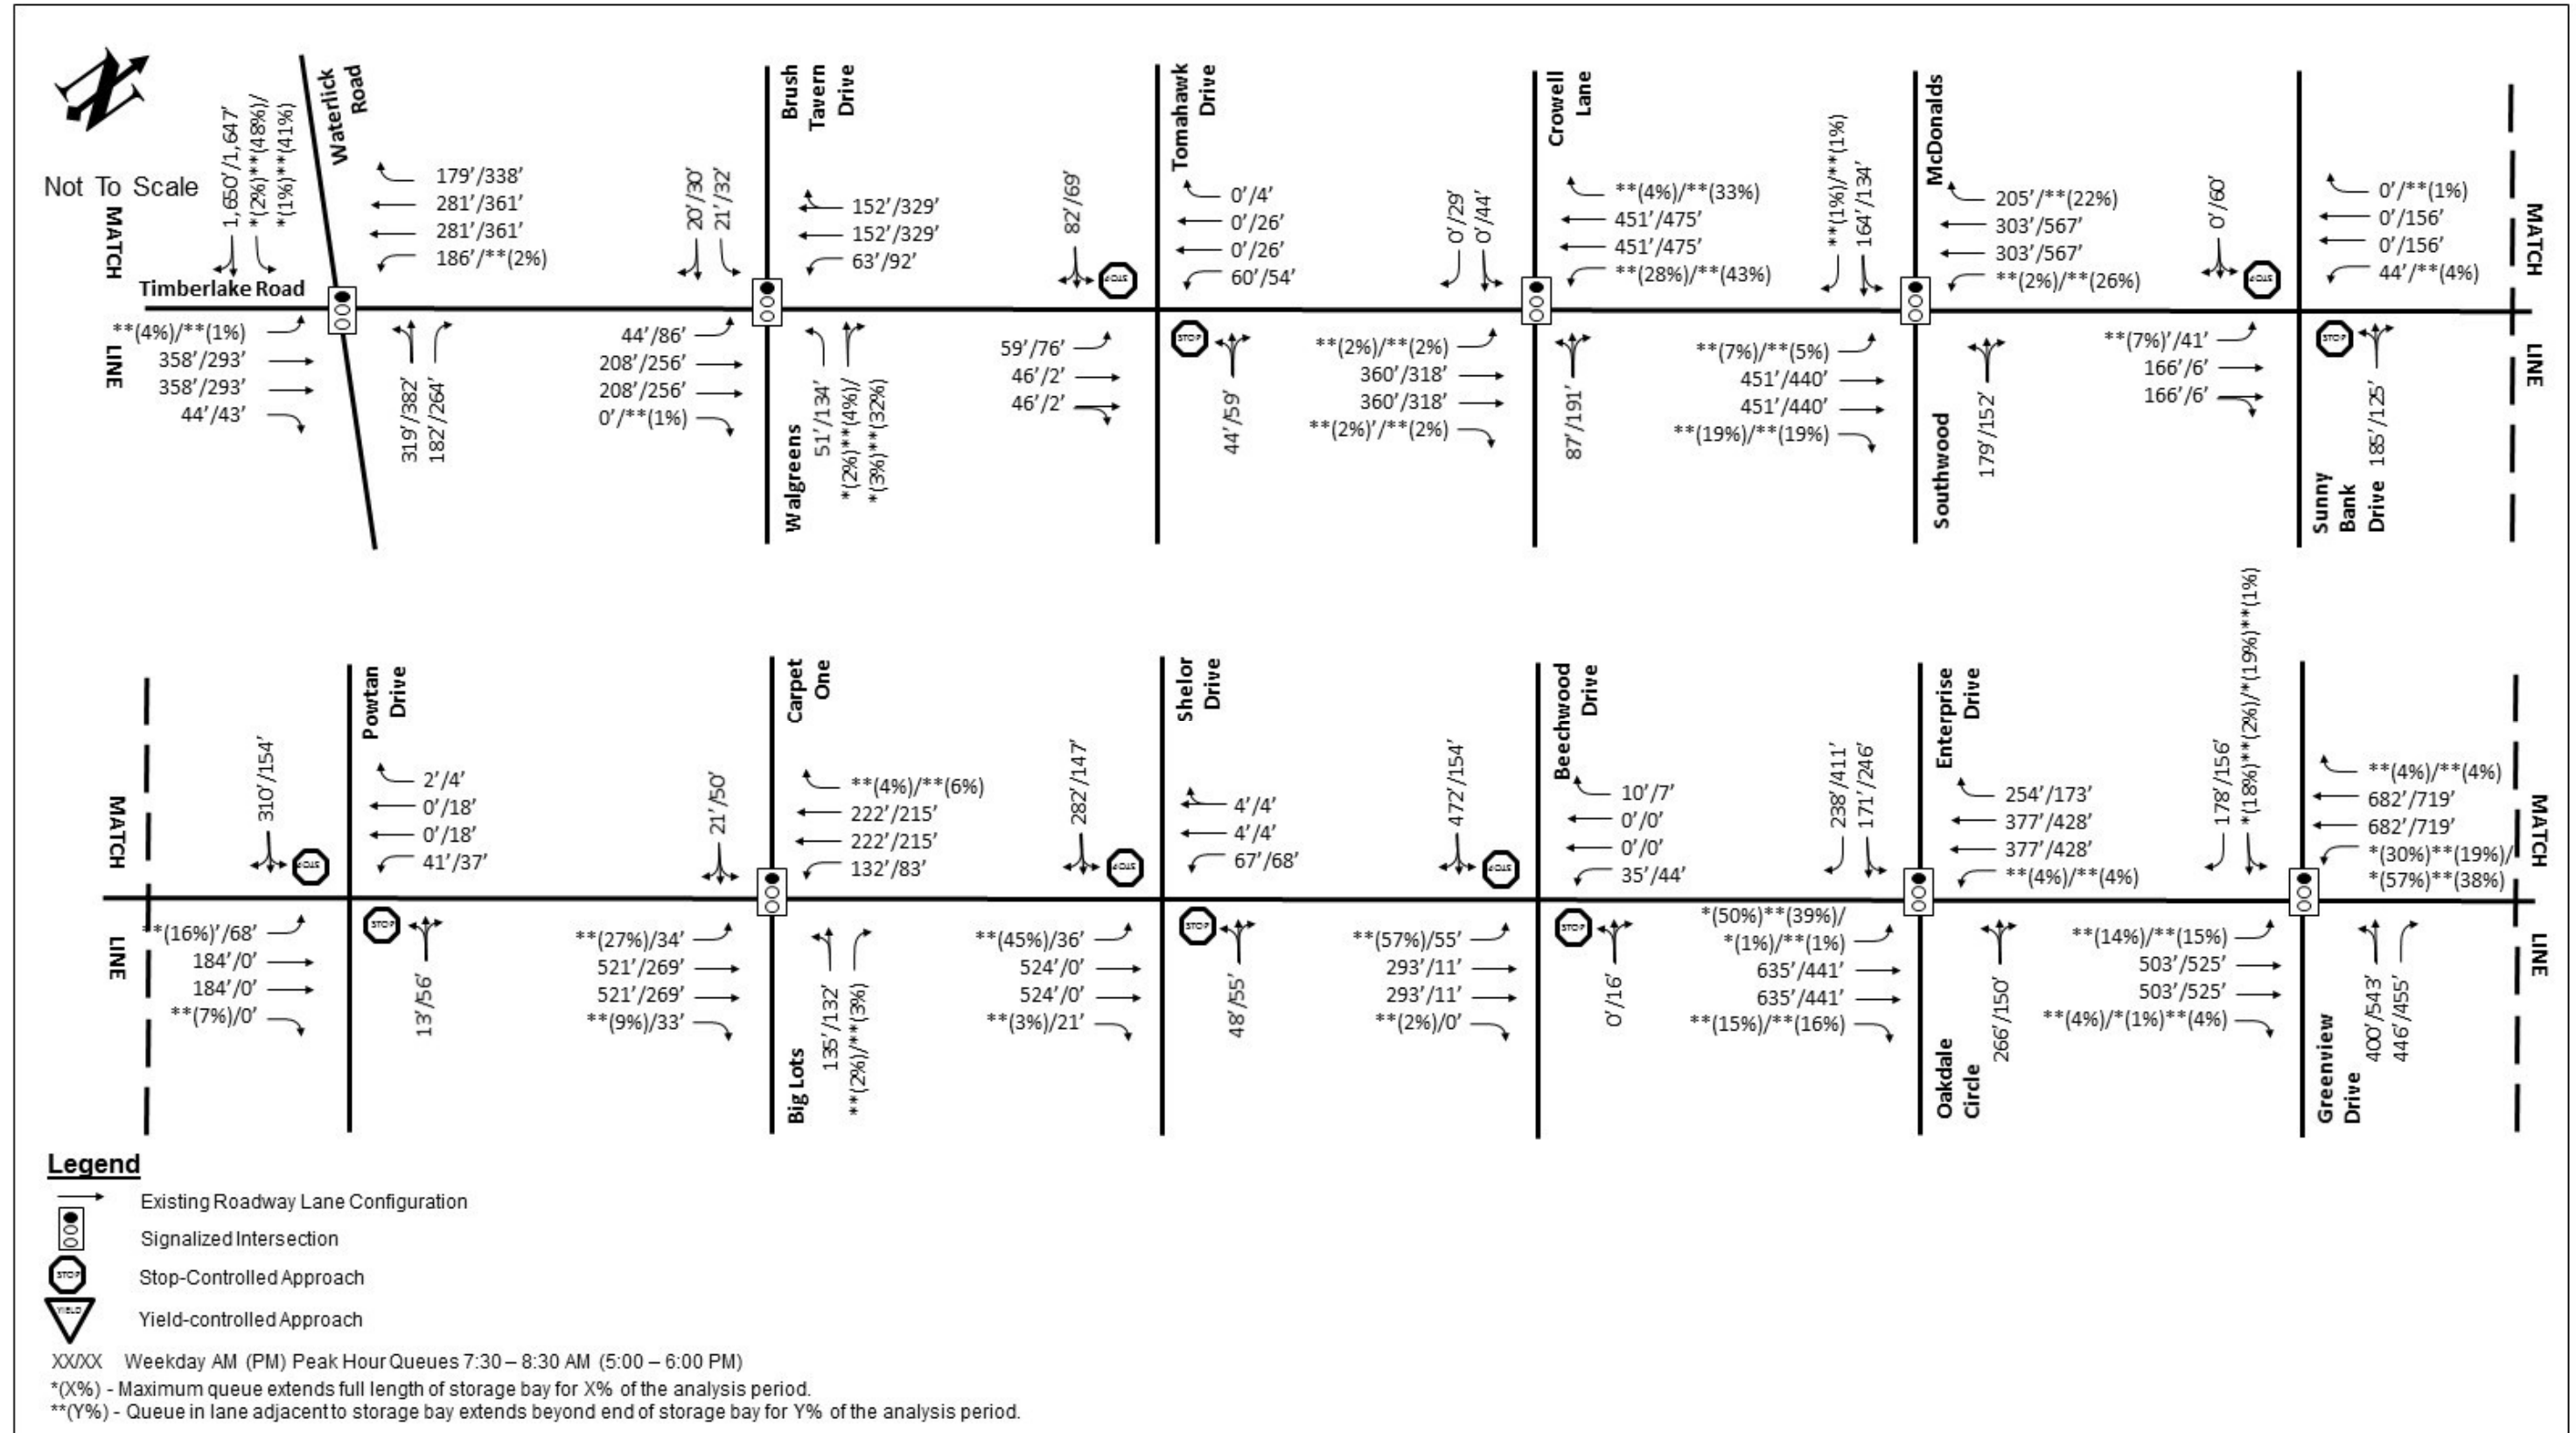 Not To Scale
MATCH
LINE
Timberlake Road
1,650'/1,647'
*(2%)**(48%)/
*(1%)**(41%)
Waterlick
Road
179'/338'
281'/361'
281'/361'
186'/**(2%)
**(4%)/**(1%)
358'/293'
358'/293'
44'/43'
319'/382'
182'/264'
20'/30'
21'/32'
Brush
Tavern
Drive
152'/329'
152'/329'
63'/92'
44'/86'
208'/256'
208'/256'
0'/**(1%)
Walgreens
51'/134'
*(2%)**(4%)/
*(3%)**(32%)
82'/69'
STOP
Tomahawk
Drive
0'/4'
0'/26'
0'/26'
60'/54'
59'/76'
46'/2'
46'/2'
STOP
44'/59'
0'/29'
0'/44'
Crowell
Lane
**(4%)/**(33%)
451'/475'
451'/475'
**(28%)/**(43%)
**(2%)/**(2%)
360'/318'
360'/318'
**(2%)'/**(2%)
87'/191'
**(1%)/**(1%)
164'/134'
McDonalds
205'/**(22%)
303'/567'
303'/567'
**(2%)/**(26%)
**(7%)/**(5%)
451'/440'
451'/440'
**(19%)/**(19%)
Southwood
179'/152'
0'/60'
STOP
0'/**(1%)
0'/156'
0'/156'
44'/**(4%)
**(7%)'/41'
166'/6'
166'/6'
STOP
Sunny
Bank
Drive
185'/125'
MATCH
LINE
MATCH
LINE
310'/154'
STOP
Powtan
Drive
2'/4'
0'/18'
0'/18'
41'/37'
**(16%)'/68'
184'/0'
184'/0'
**(7%)/0'
STOP
13'/56'
21'/50'
Carpet
One
**(4%)/**(6%)
222'/215'
222'/215'
132'/83'
**(27%)/34'
521'/269'
521'/269'
**(9%)/33'
Big Lots
135'/132'
**(2%)/**(3%)
282'/147'
STOP
Shelor
Drive
4'/4'
4'/4'
67'/68'
**(45%)/36'
524'/0'
524'/0'
**(3%)/21'
STOP
48'/55'
472'/154'
STOP
Beechwood
Drive
10'/7'
0'/0'
0'/0'
35'/44'
**(57%)/55'
293'/11'
293'/11'
**(2%)/0'
STOP
0'/16'
238'/411'
171'/246'
Enterprise
Drive
254'/173'
377'/428'
377'/428'
**(4%)/**(4%)
*(50%)**(39%)/
*(1%)/**(1%)
635'/441'
635'/441'
**(15%)/**(16%)
Oakdale
Circle
266'/150'
178'/156'
*(18%)**(2%)/*(19%)**(1%)
**(4%)/**(4%)
682'/719'
682'/719'
*(30%)**(19%)/
*(57%)**(38%)
**(14%)/**(15%)
503'/525'
503'/525'
**(4%)/*(1%)**(4%)
Greenview
Drive
400'/543'
446'/455'
MATCH
LINE
Legend
Existing Roadway Lane Configuration
Signalized Intersection
STOP
Stop-Controlled Approach
YIELD
Yield-controlled Approach
XX/XX Weekday AM (PM) Peak Hour Queues 7:30 – 8:30 AM (5:00 – 6:00 PM)
*(X%) - Maximum queue extends full length of storage bay for X% of the analysis period.
**(Y%) - Queue in lane adjacent to storage bay extends beyond end of storage bay for Y% of the analysis period.